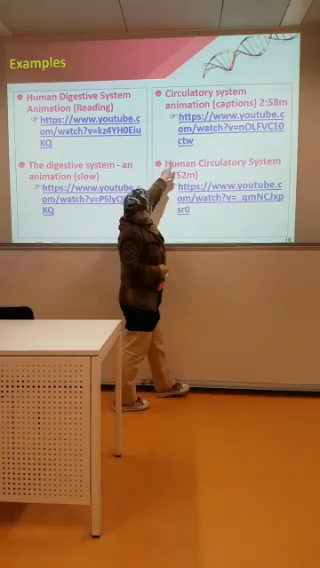 Examples
Human Digestive System
Animation (Reading)
https://www.youtube.c
om/watch?v=kz4YH0Eiu
KQ
The digestive system - an
animation (slow)
https://www.youtube.c
KQ
Circulatory system
animation (captions) 2:58m
https://www.youtube.c
om/watch?v=nOLFVC10
ctw
Human Circulatory System
52m)
https://www.youtube.c
om/watch?v=_qmNCJxp
sr0
16